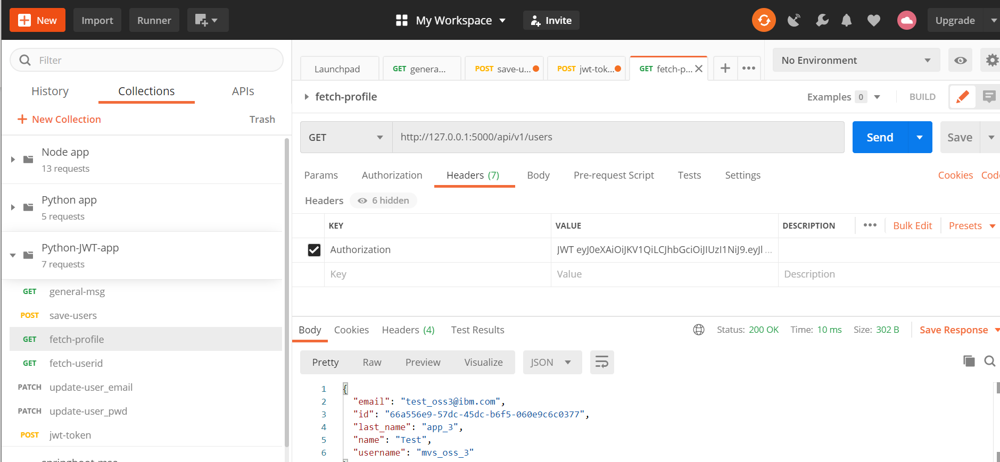 New
Import
Runner
My Workspace
Invite
Upgrade
Filter
History
Collections
APIs
New Collection
Trash
Node app
13 requests
Python app
5 requests
Python-JWT-app
7 requests
GET general-msg
POST save-users
GET fetch-profile
GET fetch-userid
PATCH update-user_email
PATCH update-user_pwd
POST jwt-token
Launchpad
GET genera...
POST save-u...
POST jwt-tok...
GET fetch-p...
No Environment
fetch-profile
Examples 0
BUILD
GET
http://127.0.0.1:5000/api/v1/users
Send
Save
Params
Authorization
Headers (7)
Body
Pre-request Script
Tests
Settings
Cookies
Code
Headers
6 hidden
KEY
VALUE
DESCRIPTION
Bulk Edit
Presets
Authorization
JWT eyJ0eXAiOiJKV1QiLCJhbGciOiJIUzI1NiJ9.eyJl ...
Key
Value
Description
Body
Cookies
Headers (4)
Test Results
Status: 200 OK
Time: 10 ms
Size: 302 B
Save Response
Pretty
Raw
Preview
Visualize
JSON
1 {
2 "email": "test_oss3@ibm.com",
3 "id": "66a556e9-57dc-45dc-b6f5-060e9c6c0377",
4 "last_name": "app_3",
5 "name": "Test",
6 "username": "mvs_oss_3"